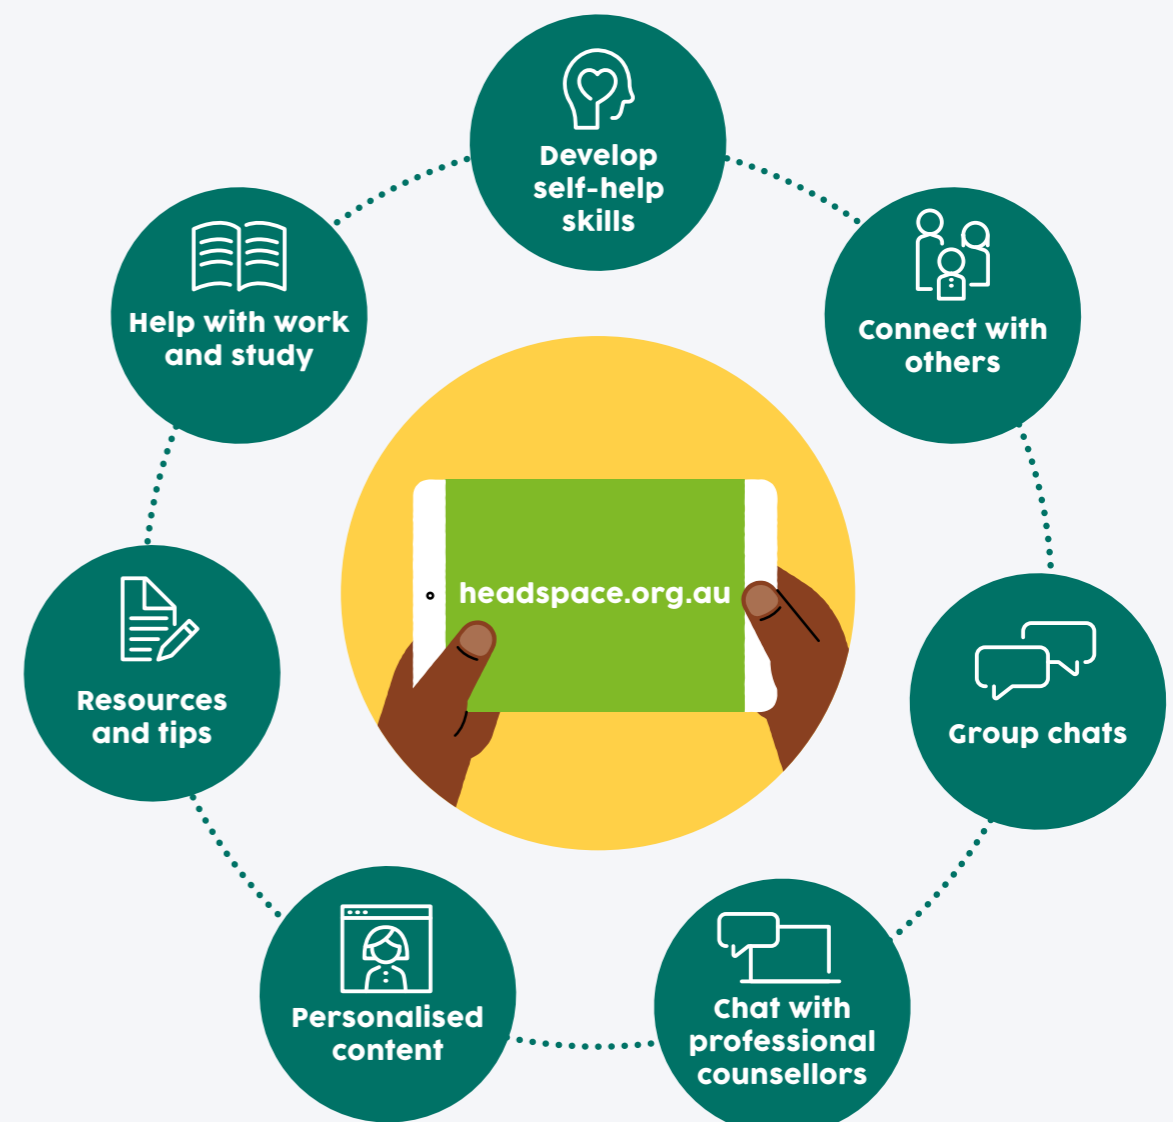 Develop
self-help
skills
Connect with
others
Group chats
Chat with
professional
counsellors
Personalised
content
Resources
and tips
Help with work
and study
headspace.org.au